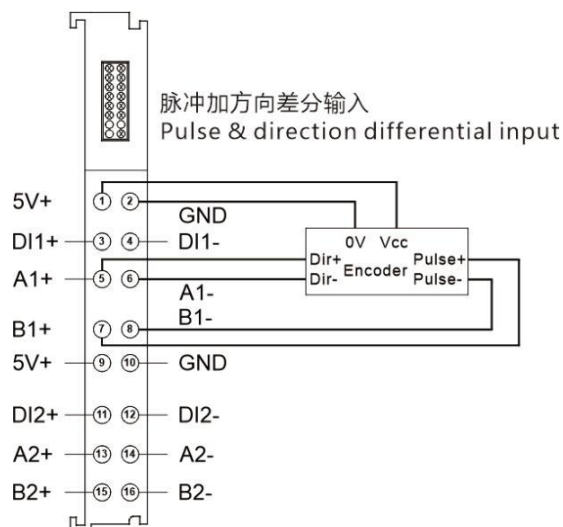 脉冲加方向差分输入
Pulse & direction differential input
5V+ 1 2 GND
DI1+ 3 4 DI1-
A1+ 5 6 A1-
B1+ 7 8 B1-
5V+ 9 10 GND
DI2+ 11 12 DI2-
A2+ 13 14 A2-
B2+ 15 16 B2-
0V Vcc
Dir+ Pulse+
Encoder
Dir- Pulse-